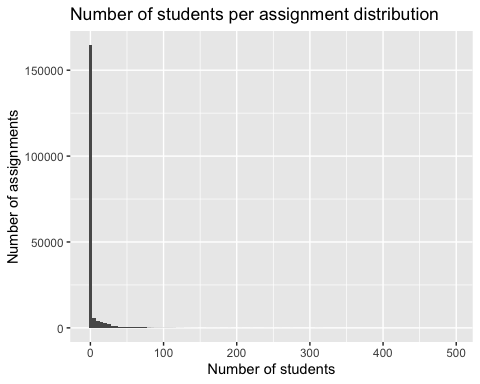 Number of students per assignment distribution
Number of assignments
150000
100000
50000
0
0 100 200 300 400 500
Number of students